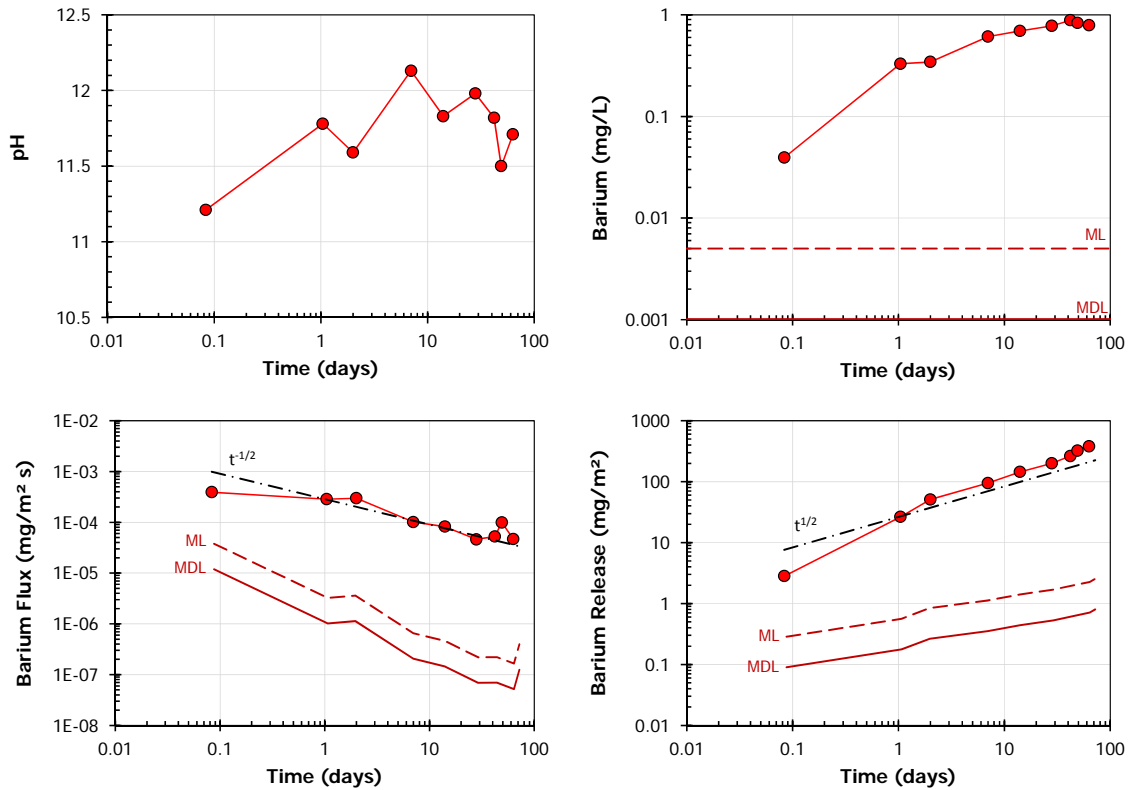 12.5
12
11.5
11
10.5
pH
0.01 0.1 1 10 100
Time (days)
1
0.1
0.01
0.001
Barium (mg/L)
ML
MDL
0.01 0.1 1 10 100
Time (days)
1E-02
1E-03
1E-04
1E-05
1E-06
1E-07
1E-08
Barium Flux (mg/m² s)
t-1/2
ML
MDL
0.01 0.1 1 10 100
Time (days)
1000
100
10
1
0.1
0.01
Barium Release (mg/m²)
t1/2
ML
MDL
0.01 0.1 1 10 100
Time (days)